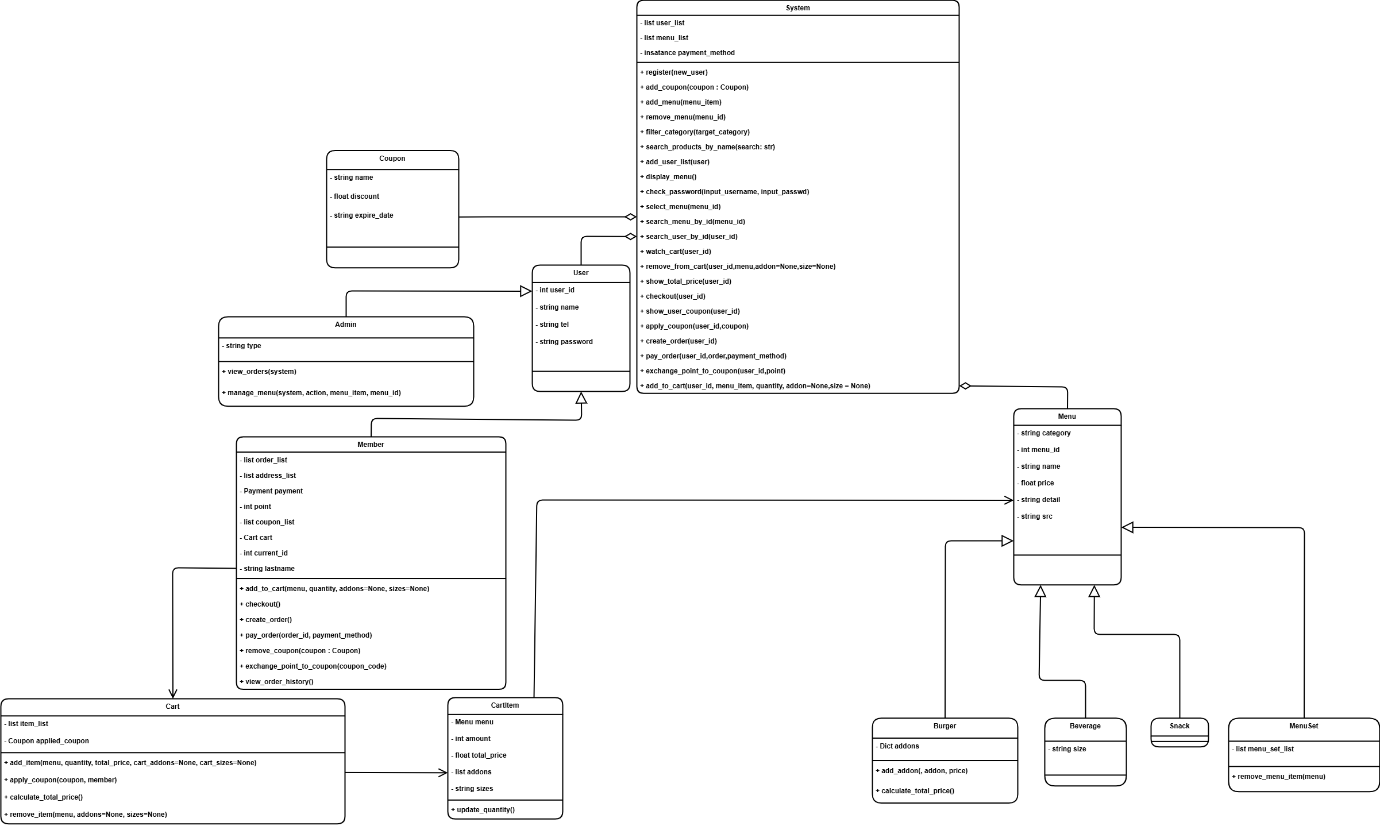 System
- list user_list
- list menu_list
- insatance payment_method
+ register(new_user)
+ add_coupon(coupon : Coupon)
+ add_menu(menu_item)
+ remove_menu(menu_id)
+ filter_category(target_category)
+ search_products_by_name(search: str)
+ add_user_list(user)
+ display_menu()
+ check_password(input_username, input_passwd)
+ select_menu(menu_id)
+ search_menu_by_id(menu_id)
+ search_user_by_id(user_id)
+ watch_cart(user_id)
+ remove_from_cart(user_id,menu,addon=None,size=None)
+ show_total_price(user_id)
+ checkout(user_id)
+ show_user_coupon(user_id)
+ apply_coupon(user_id,coupon)
+ create_order(user_id)
+ pay_order(user_id,order,payment_method)
+ exchange_point_to_coupon(user_id,point)
+ add_to_cart(user_id, menu_item, quantity, addon=None,size = None)
Coupon
- string name
- float discount
- string expire_date
User
- int user_id
- string name
- string tel
- string password
Admin
- string type
+ view_orders(system)
+ manage_menu(system, action, menu_item, menu_id)
Member
- list order_list
- list address_list
- Payment payment
- int point
- list coupon_list
- Cart cart
- int current_id
- string lastname
+ add_to_cart(menu, quantity, addons=None, sizes=None)
+ checkout()
+ create_order()
+ pay_order(order_id, payment_method)
+ remove_coupon(coupon : Coupon)
+ exchange_point_to_coupon(coupon_code)
+ view_order_history()
Menu
- string category
- int menu_id
- string name
- float price
- string detail
- string src
Cart
- list item_list
- Coupon applied_coupon
+ add_item(menu, quantity, total_price, cart_addons=None, cart_sizes=None)
+ apply_coupon(coupon, member)
+ calculate_total_price()
+ remove_item(menu, addons=None, sizes=None)
CartItem
- Menu menu
- int amount
- float total_price
- list addons
- string sizes
+ update_quantity()
Burger
- Dict addons
+ add_addon(, addon, price)
+ calculate_total_price()
Beverage
- string size
Snack
MenuSet
- list menu_set_list
+ remove_menu_item(menu)